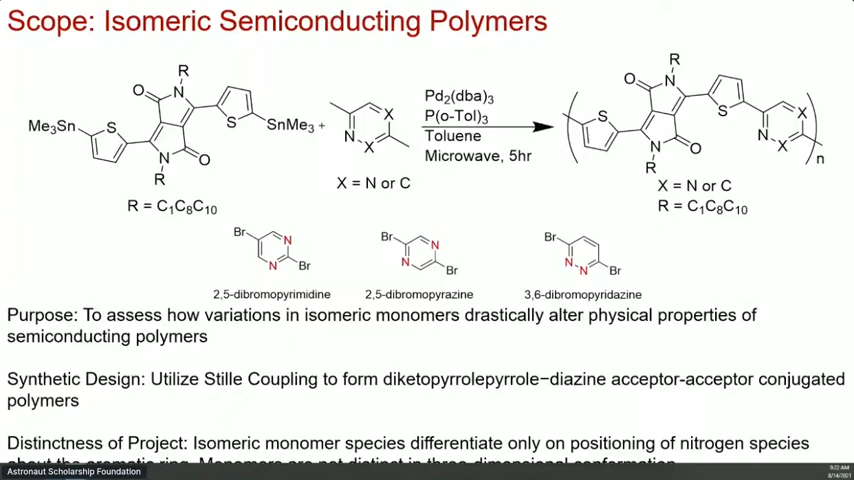 Scope: Isomeric Semiconducting Polymers
R
O
N
S
SnMe3
Me3Sn
S
N
O
R
R = C1C8C10
+
X
N
X
X = N or C
Pd2(dba)3
P(o-Tol)3
Toluene
Microwave, 5hr
R
O
N
S
S
N
O
R
X
N
X
n
X = N or C
R = C1C8C10
Br
N
N
Br
2,5-dibromopyrimidine
Br
N
N
Br
2,5-dibromopyrazine
Br
N
N
Br
3,6-dibromopyridazine
Purpose: To assess how variations in isomeric monomers drastically alter physical properties of
semiconducting polymers
Synthetic Design: Utilize Stille Coupling to form diketopyrrolepyrrole−diazine acceptor-acceptor conjugated
polymers
Distinctness of Project: Isomeric monomer species differentiate only on positioning of nitrogen species
about the aromatic ring. Monomers are not distinct in three-dimensional conformation
Astronaut Scholarship Foundation
9:22 AM
8/14/2021